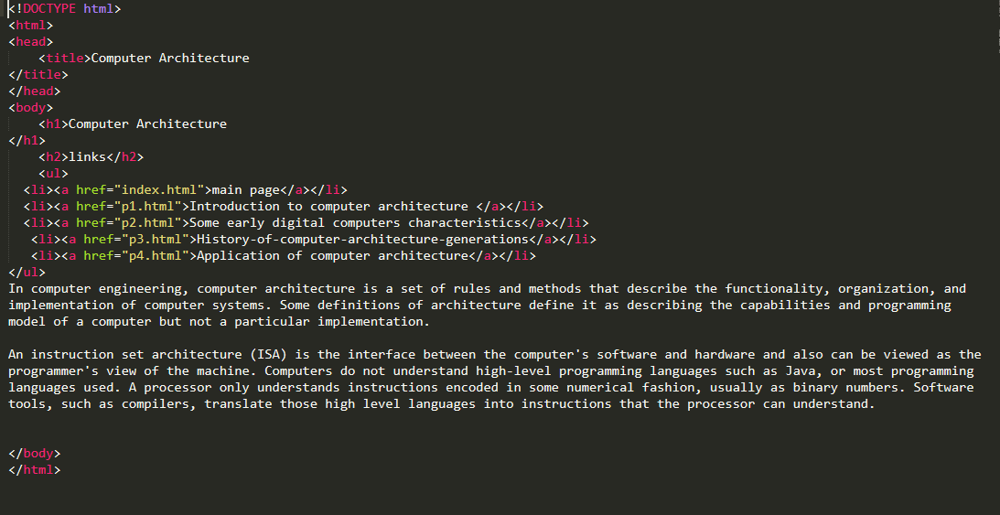 <!DOCTYPE html>
<html>
<head>
    <title>Computer Architecture
</title>
</head>
<body>
    <h1>Computer Architecture
</h1>
    <h2>links</h2>
    <ul>
  <li><a href="index.html">main page</a></li>
  <li><a href="p1.html">Introduction to computer architecture </a></li>
  <li><a href="p2.html">Some early digital computers characteristics</a></li>
   <li><a href="p3.html">History-of-computer-architecture-generations</a></li>
   <li><a href="p4.html">Application of computer architecture</a></li>
</ul>
In computer engineering, computer architecture is a set of rules and methods that describe the functionality, organization, and
implementation of computer systems. Some definitions of architecture define it as describing the capabilities and programming
model of a computer but not a particular implementation.

An instruction set architecture (ISA) is the interface between the computer's software and hardware and also can be viewed as the
programmer's view of the machine. Computers do not understand high-level programming languages such as Java, or most programming
languages used. A processor only understands instructions encoded in some numerical fashion, usually as binary numbers. Software
tools, such as compilers, translate those high level languages into instructions that the processor can understand.


</body>
</html>